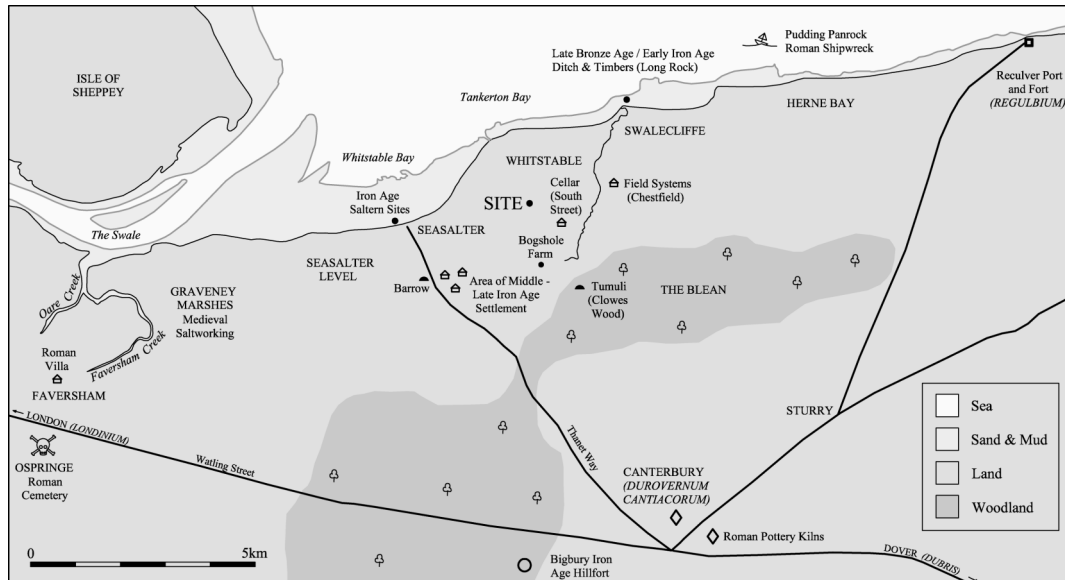 Pudding Panrock
Roman Shipwreck
Late Bronze Age / Early Iron Age
Ditch & Timbers (Long Rock)
ISLE OF
SHEPPEY
Reculver Port
and Fort
(REGULBIUM)
Tankerton Bay
HERNE BAY
SWALECLIFFE
Whitstable Bay
WHITSTABLE
Cellar
(South
Street)
Field Systems
(Chestfield)
Iron Age
Saltern Sites
SITE
The Swale
SEASALTER
Bogshole
Farm
SEASALTER
LEVEL
Barrow
Area of Middle -
Late Iron Age
Settlement
Tumuli
(Clowes
Wood)
THE BLEAN
GRAVENEY
MARSHES
Medieval
Saltworking
Oare Creek
Faversham Creek
Roman
Villa
FAVERSHAM
LONDON (LONDINIUM)
Watling Street
OSPRINGE
Roman
Cemetery
Thanet Way
STURRY
CANTERBURY
(DUROVERNUM
CANTIACORUM)
Roman Pottery Kilns
Bigbury Iron
Age Hillfort
DOVER (DUBRIS)
Sea
Sand & Mud
Land
Woodland
0 5km